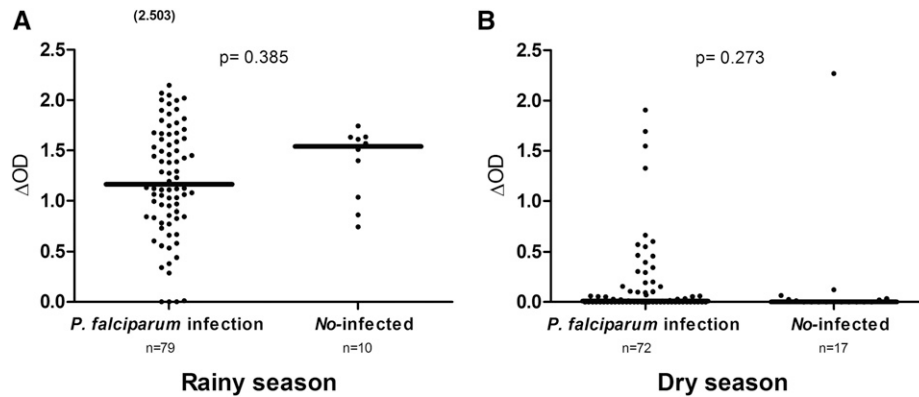 A
(2.503)
p= 0.385
ΔOD
2.5
2.0
1.5
1.0
0.5
0.0
P. falciparum infection
No-infected
n=79
n=10
Rainy season
B
p= 0.273
ΔOD
2.5
2.0
1.5
1.0
0.5
0.0
P. falciparum infection
No-infected
n=72
n=17
Dry season